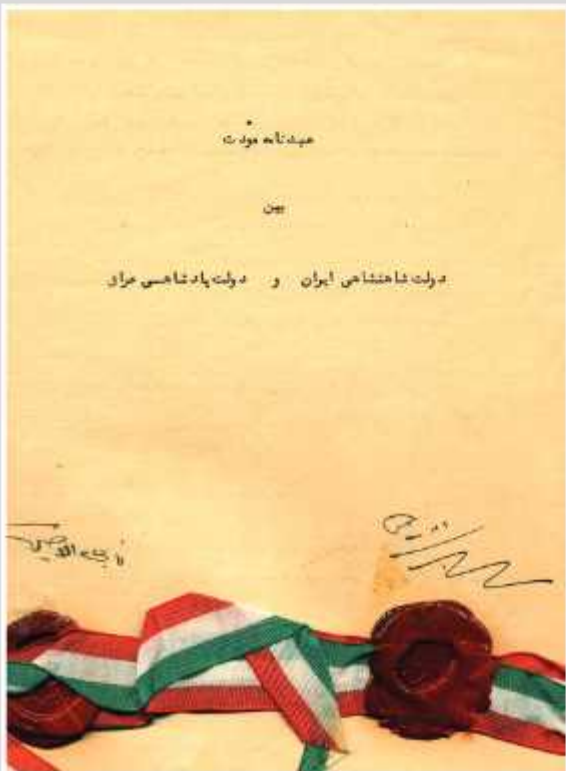 عهدنامه مودت
بین
دولت شاهنشاهی ایران و دولت پادشاهی عراق